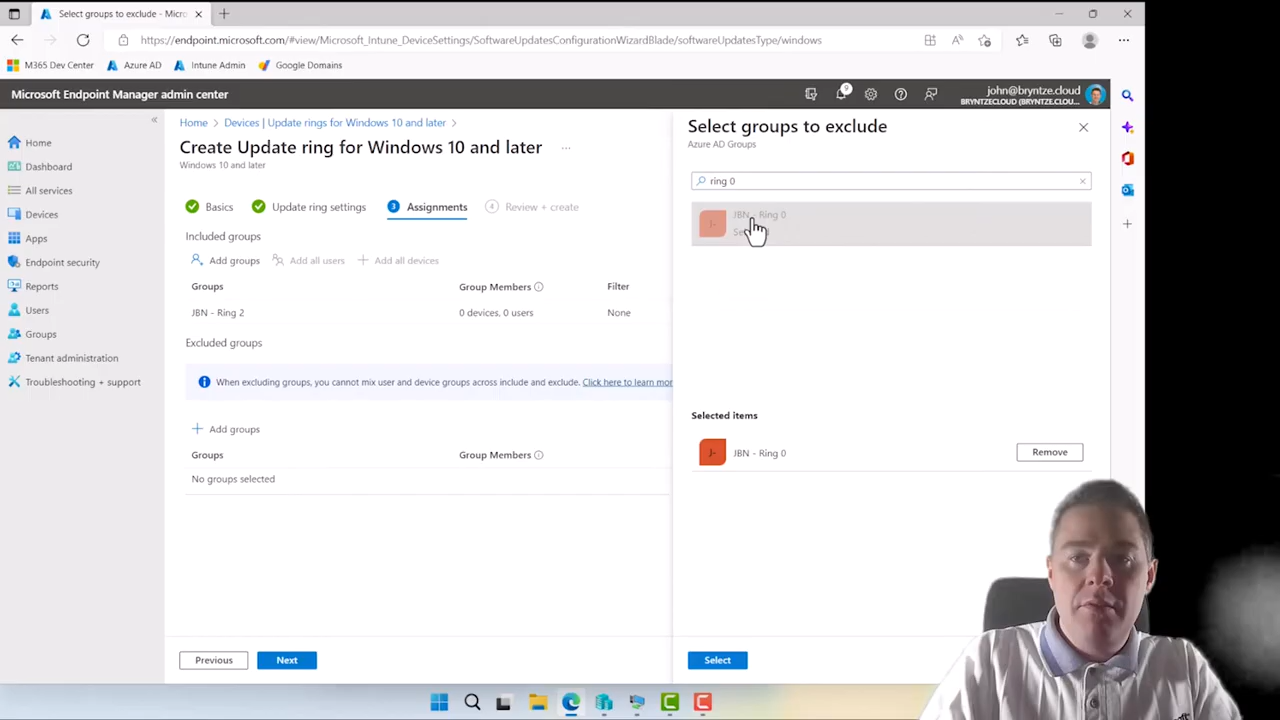 Select groups to exclude - Micro
https://endpoint.microsoft.com/#view/Microsoft_Intune_DeviceSettings/SoftwareUpdatesConfigurationWizardBlade/softwareUpdatesType/windows
M365 Dev Center
Azure AD
Intune Admin
Google Domains
Microsoft Endpoint Manager admin center
john@bryntze.cloud
BRYNTZECLOUD (BRYNTZE.CLOU...
Home
Dashboard
All services
Devices
Apps
Endpoint security
Reports
Users
Groups
Tenant administration
Troubleshooting + support
Home > Devices | Update rings for Windows 10 and later >
Create Update ring for Windows 10 and later ...
Windows 10 and later
Basics
Update ring settings
3 Assignments
4 Review + create
Included groups
Add groups
Add all users
Add all devices
Groups
Group Members
Filter
JBN - Ring 2
0 devices, 0 users
None
Excluded groups
When excluding groups, you cannot mix user and device groups across include and exclude. Click here to learn mor
Add groups
Groups
Group Members
No groups selected
Previous
Next
Select groups to exclude
Azure AD Groups
ring 0
J-
JBN - Ring 0
Selected items
J-
JBN - Ring 0
Remove
Select